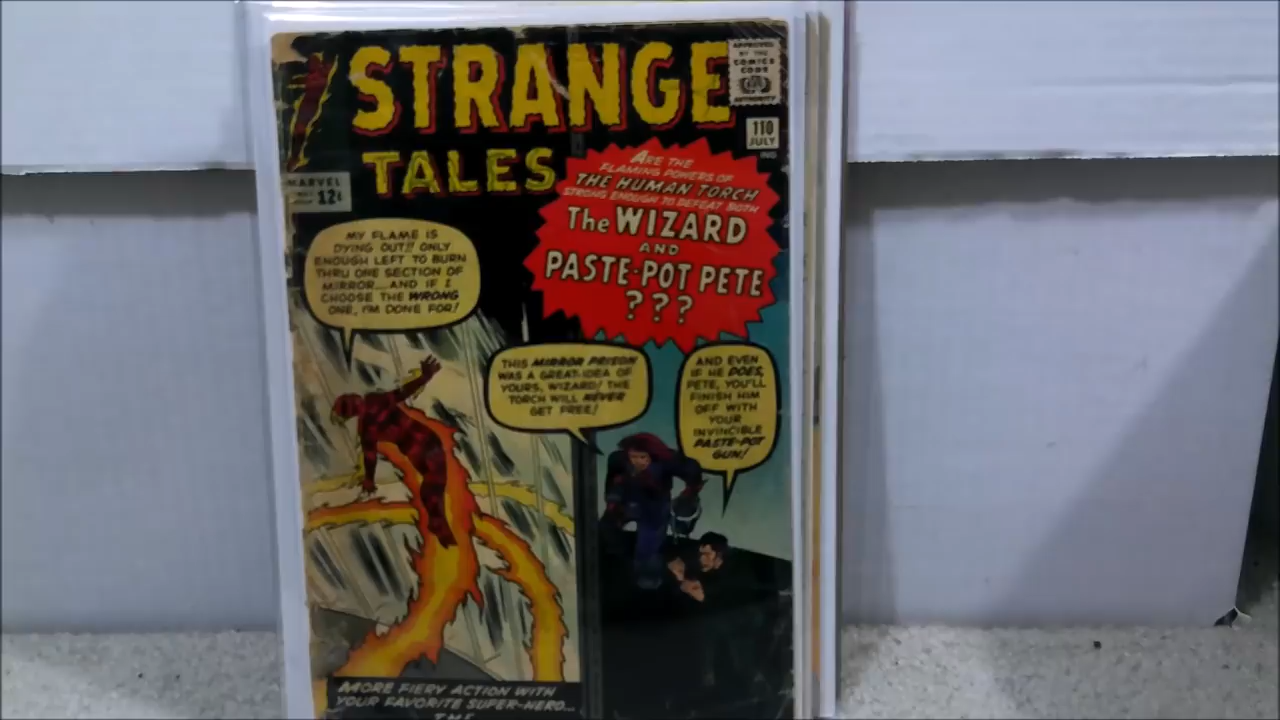 STRANGE
TALES
APPROVED
BY THE
COMICS
CODE
AUTHORITY
110
JULY
IND.
MARVEL
12¢
ARE THE
FLAMING POWERS OF
THE HUMAN TORCH
STRONG ENOUGH TO DEFEAT BOTH
The WIZARD
AND
PASTE-POT PETE
???
MY FLAME IS
DYING OUT!! ONLY
ENOUGH LEFT TO BURN
THRU ONE SECTION OF
MIRROR....AND IF I
CHOOSE THE WRONG
ONE, I'M DONE FOR!
THIS MIRROR PRISON
WAS A GREAT IDEA OF
YOURS, WIZARD! THE
TORCH WILL NEVER
GET FREE!
AND EVEN
IF HE DOES,
PETE, YOU'LL
FINISH HIM
OFF WITH
YOUR
INVINCIBLE
PASTE-POT
GUN!
MORE FIERY ACTION WITH
YOUR FAVORITE SUPER-HERO...
THE